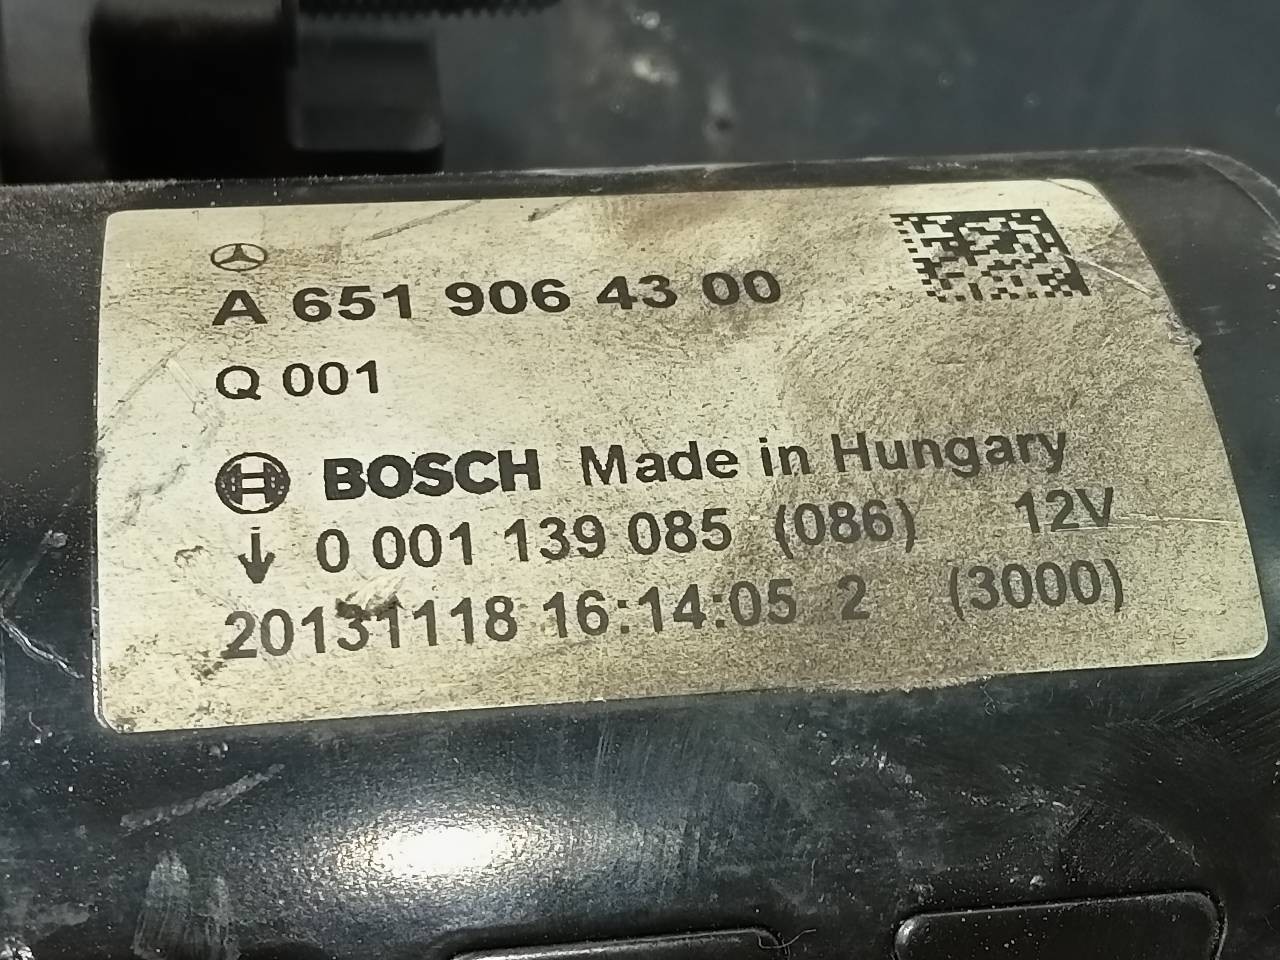 A 651 906 43 00
Q 001
BOSCH Made in Hungary
↓ 0 001 139 085 (086) 12V
20131118 16:14:05 2 (3000)